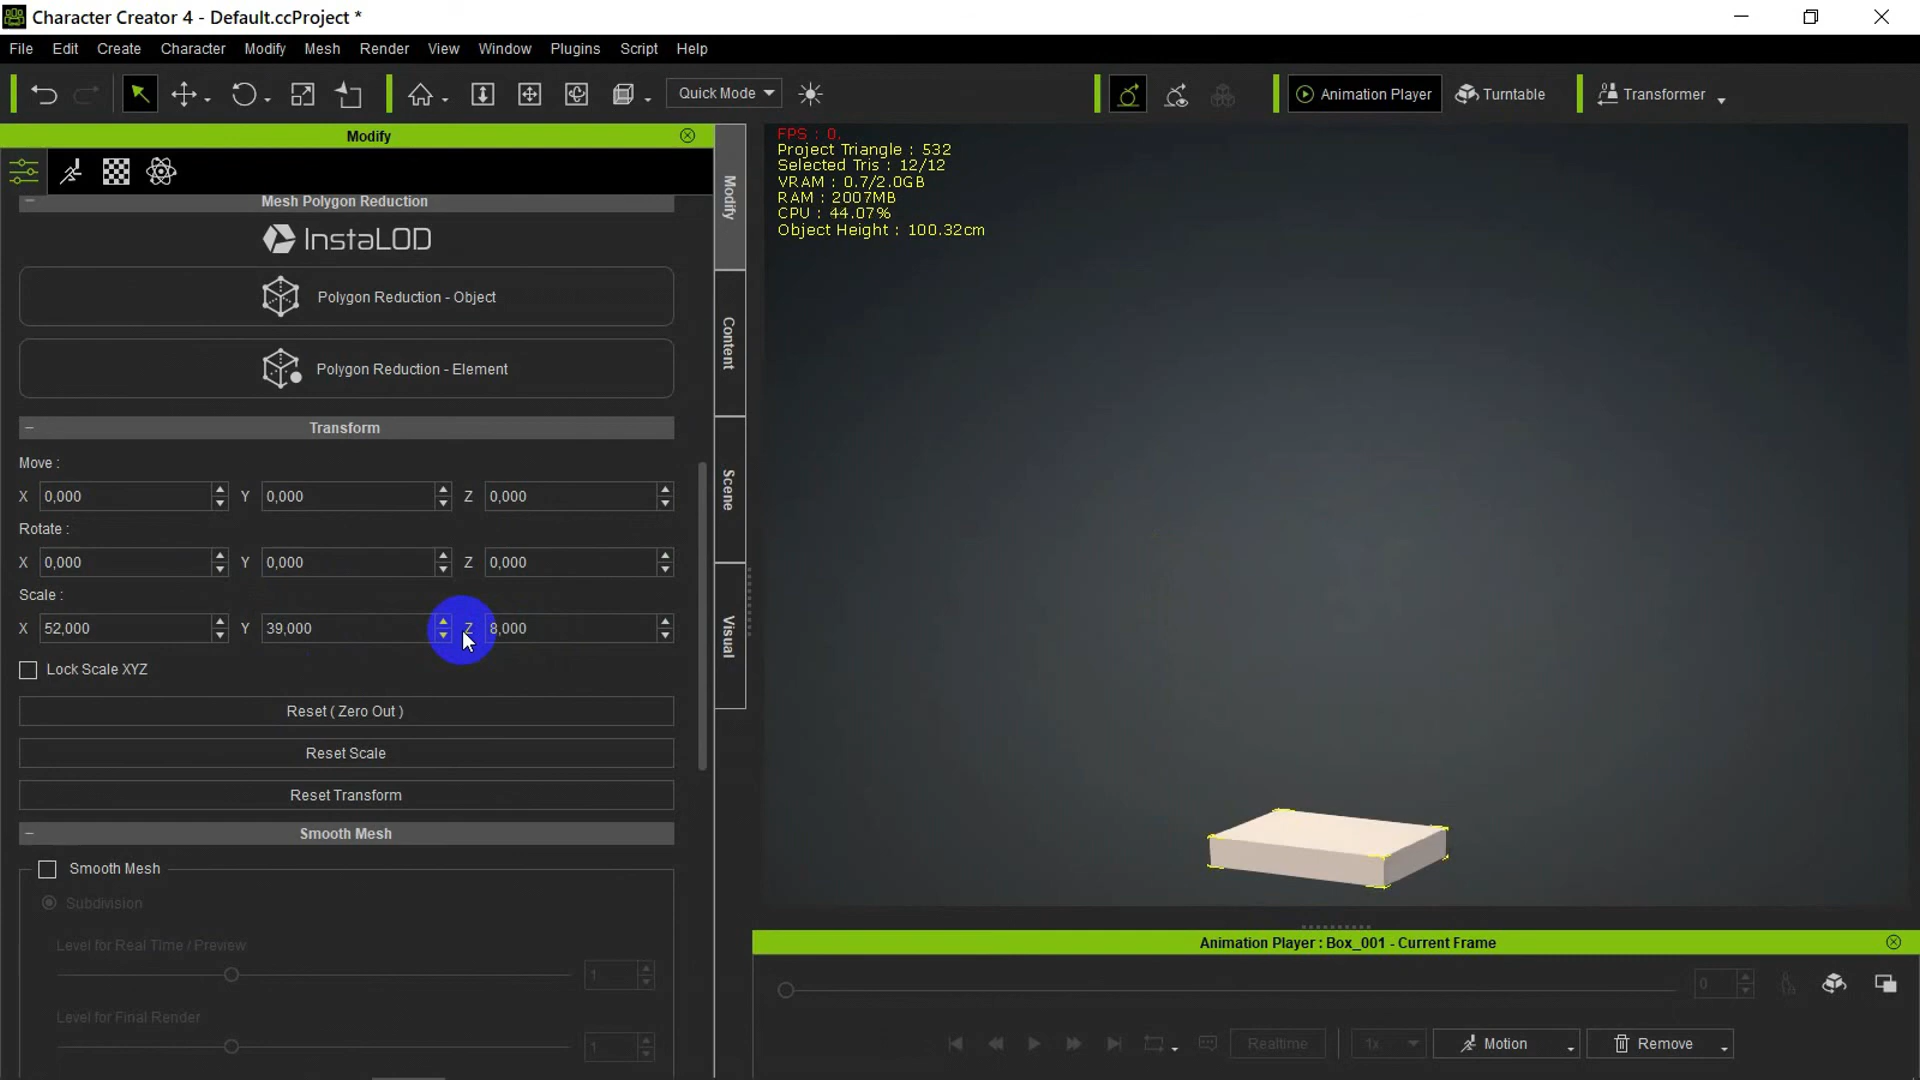 Character Creator 4 - Default.ccProject *
File Edit Create Character Modify Mesh Render View Window Plugins Script Help
Quick Mode
Animation Player
Turntable
Transformer
Modify
Mesh Polygon Reduction
InstaLOD
Polygon Reduction - Object
Polygon Reduction - Element
Transform
Move :
X 0,000 Y 0,000 Z 0,000
Rotate :
X 0,000 Y 0,000 Z 0,000
Scale :
X 52,000 Y 39,000 Z 8,000
Lock Scale XYZ
Reset ( Zero Out )
Reset Scale
Reset Transform
Smooth Mesh
Smooth Mesh
Subdivision
Level for Real Time / Preview
1
Level for Final Render
1
Modify
Content
Scene
Visual
FPS : 0.
Project Triangle : 532
Selected Tris : 12/12
VRAM : 0.7/2.0GB
RAM : 2007MB
CPU : 44.07%
Object Height : 100.32cm
Animation Player : Box_001 - Current Frame
0
Realtime
1x
Motion
Remove